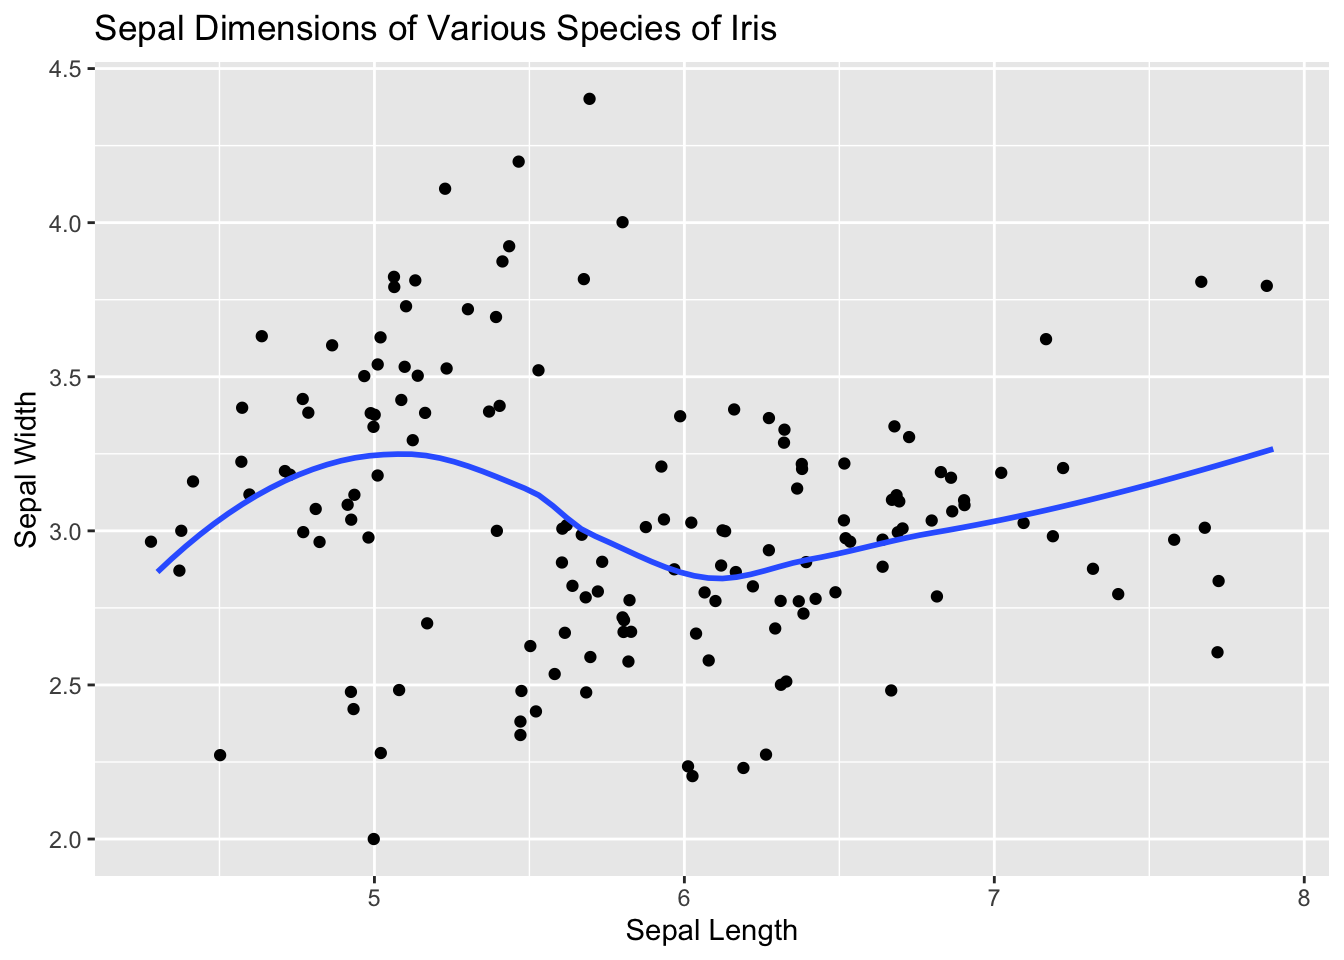 Sepal Dimensions of Various Species of Iris
4.5
4.0
3.5
3.0
2.5
2.0
Sepal Width
5 6 7 8
Sepal Length